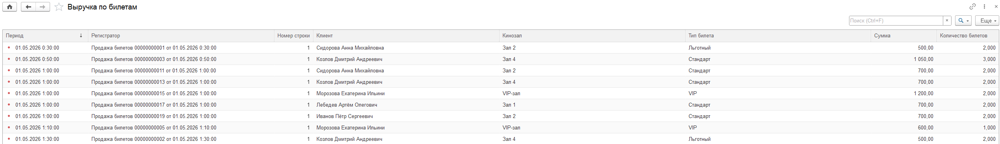 Выручка по билетам
Поиск (Ctrl+F) × Еще
Период ↓ Регистратор Номер строки Клиент Кинозал Тип билета Сумма Количество билетов
01.05.2026 0:30:00 Продажа билетов 00000000001 от 01.05.2026 0:30:00 1 Сидорова Анна Михайловна Зал 2 Льготный 500,00 2,000
01.05.2026 0:50:00 Продажа билетов 00000000003 от 01.05.2026 0:50:00 1 Козлов Дмитрий Андреевич Зал 4 Стандарт 1 050,00 3,000
01.05.2026 1:00:00 Продажа билетов 00000000011 от 01.05.2026 1:00:00 1 Сидорова Анна Михайловна Зал 2 Стандарт 700,00 2,000
01.05.2026 1:00:00 Продажа билетов 00000000013 от 01.05.2026 1:00:00 1 Козлов Дмитрий Андреевич Зал 4 Стандарт 700,00 2,000
01.05.2026 1:00:00 Продажа билетов 00000000015 от 01.05.2026 1:00:00 1 Морозова Екатерина Ильини VIP-зал VIP 1 200,00 2,000
01.05.2026 1:00:00 Продажа билетов 00000000017 от 01.05.2026 1:00:00 1 Лебедев Артём Олегович Зал 1 Стандарт 700,00 2,000
01.05.2026 1:00:00 Продажа билетов 00000000019 от 01.05.2026 1:00:00 1 Иванов Пётр Сергеевич Зал 2 Стандарт 700,00 2,000
01.05.2026 1:10:00 Продажа билетов 00000000005 от 01.05.2026 1:10:00 1 Морозова Екатерина Ильини VIP-зал VIP 600,00 1,000
01.05.2026 1:30:00 Продажа билетов 00000000002 от 01.05.2026 1:30:00 1 Козлов Дмитрий Андреевич Зал 4 Льготный 500,00 2,000